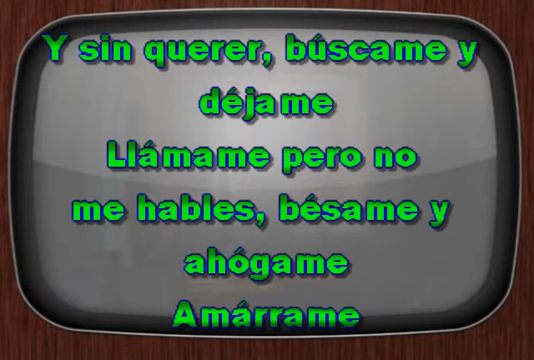 Y sin querer, búscame y
déjame
Llámame pero no
me hables, bésame y
ahógame
Amárrame